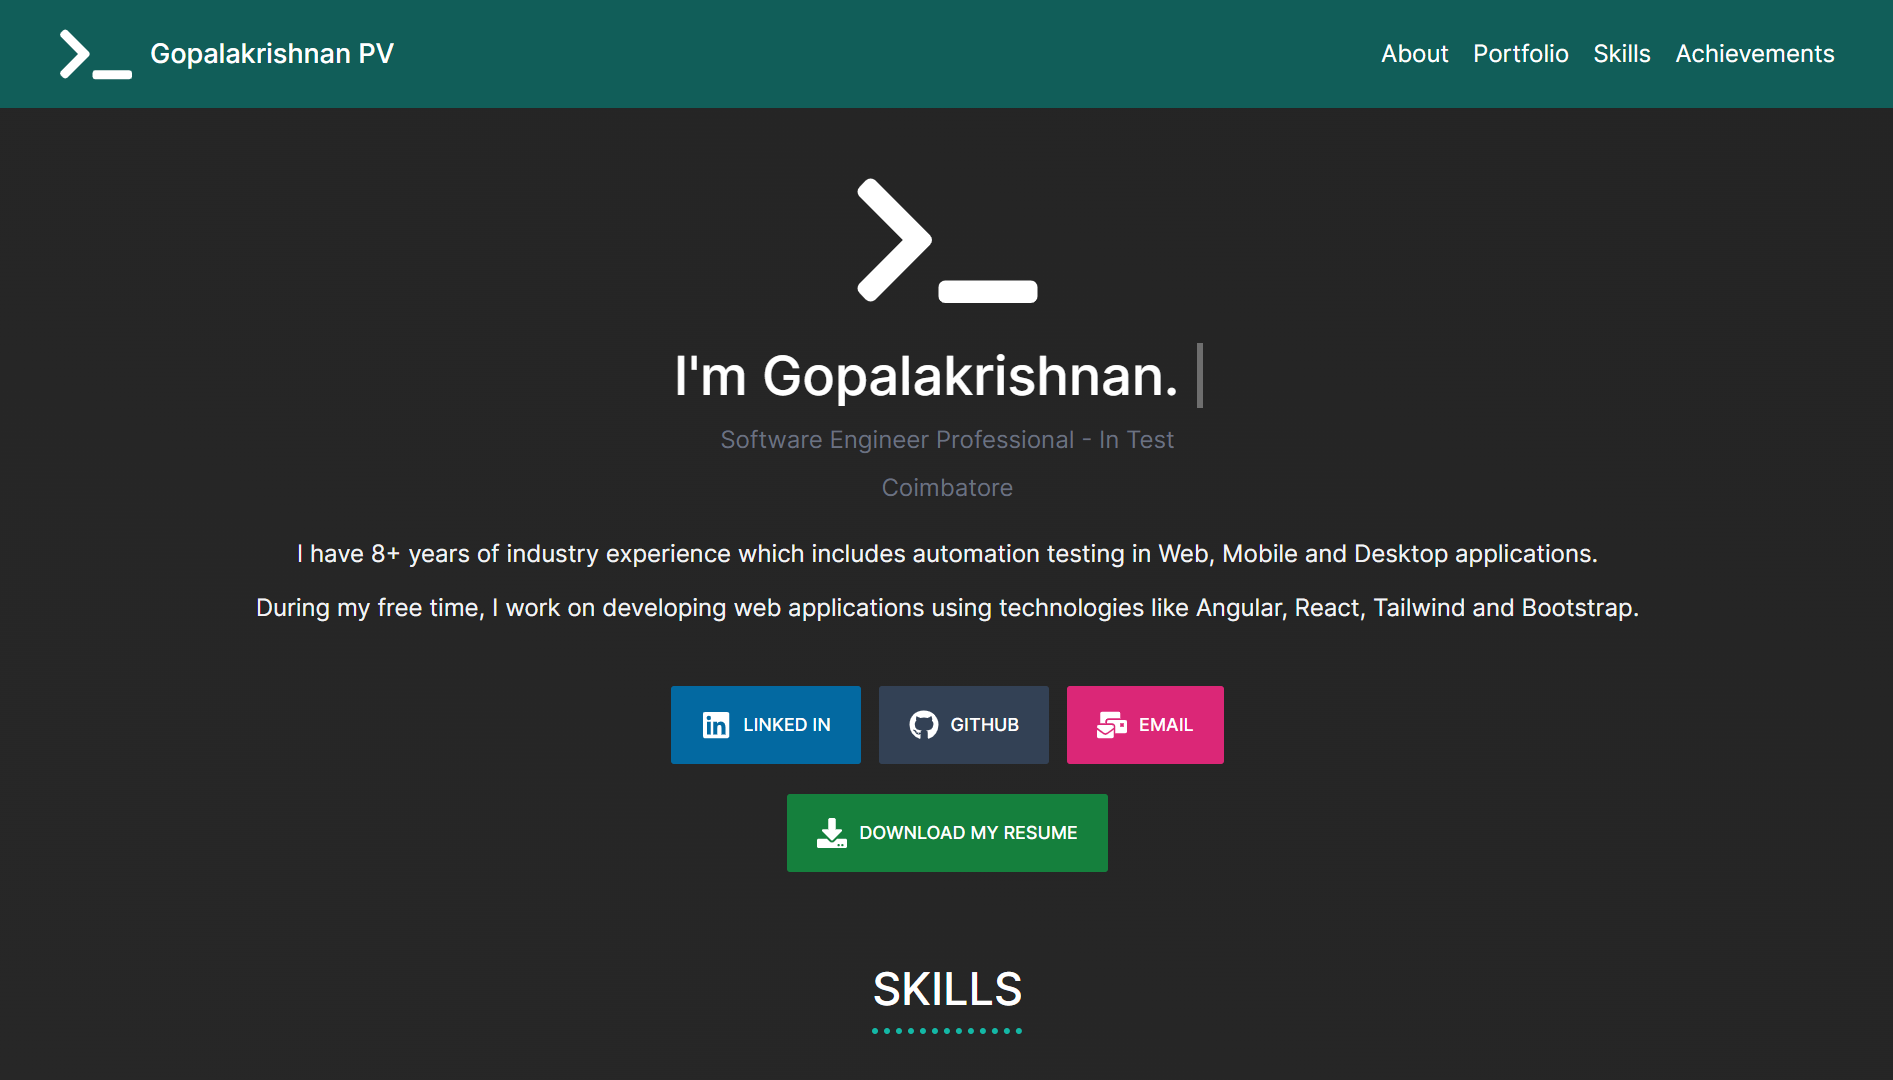 Gopalakrishnan PV
About Portfolio Skills Achievements
I'm Gopalakrishnan.
Software Engineer Professional - In Test
Coimbatore
I have 8+ years of industry experience which includes automation testing in Web, Mobile and Desktop applications.
During my free time, I work on developing web applications using technologies like Angular, React, Tailwind and Bootstrap.
LINKED IN
GITHUB
EMAIL
DOWNLOAD MY RESUME
SKILLS